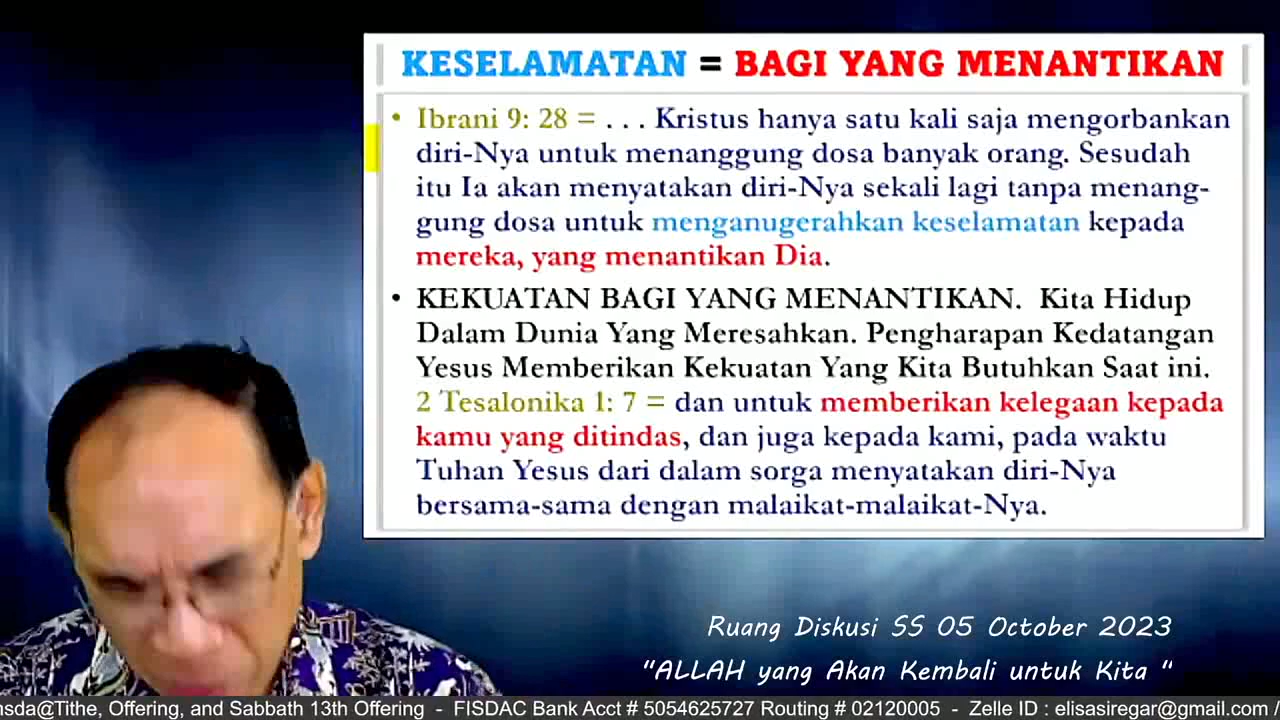 KESELAMATAN = BAGI YANG MENANTIKAN
• Ibrani 9: 28 = . . . Kristus hanya satu kali saja mengorbankan
diri-Nya untuk menanggung dosa banyak orang. Sesudah
itu Ia akan menyatakan diri-Nya sekali lagi tanpa menang-
gung dosa untuk menganugerahkan keselamatan kepada
mereka, yang menantikan Dia.
• KEKUATAN BAGI YANG MENANTIKAN. Kita Hidup
Dalam Dunia Yang Meresahkan. Pengharapan Kedatangan
Yesus Memberikan Kekuatan Yang Kita Butuhkan Saat ini.
2 Tesalonika 1: 7 = dan untuk memberikan kelegaan kepada
kamu yang ditindas, dan juga kepada kami, pada waktu
Tuhan Yesus dari dalam sorga menyatakan diri-Nya
bersama-sama dengan malaikat-malaikat-Nya.
Ruang Diskusi SS 05 October 2023
"ALLAH yang Akan Kembali untuk Kita "
nsda@Tithe, Offering, and Sabbath 13th Offering - FISDAC Bank Acct # 5054625727 Routing # 02120005 - Zelle ID : elisasiregar@gmail.com /